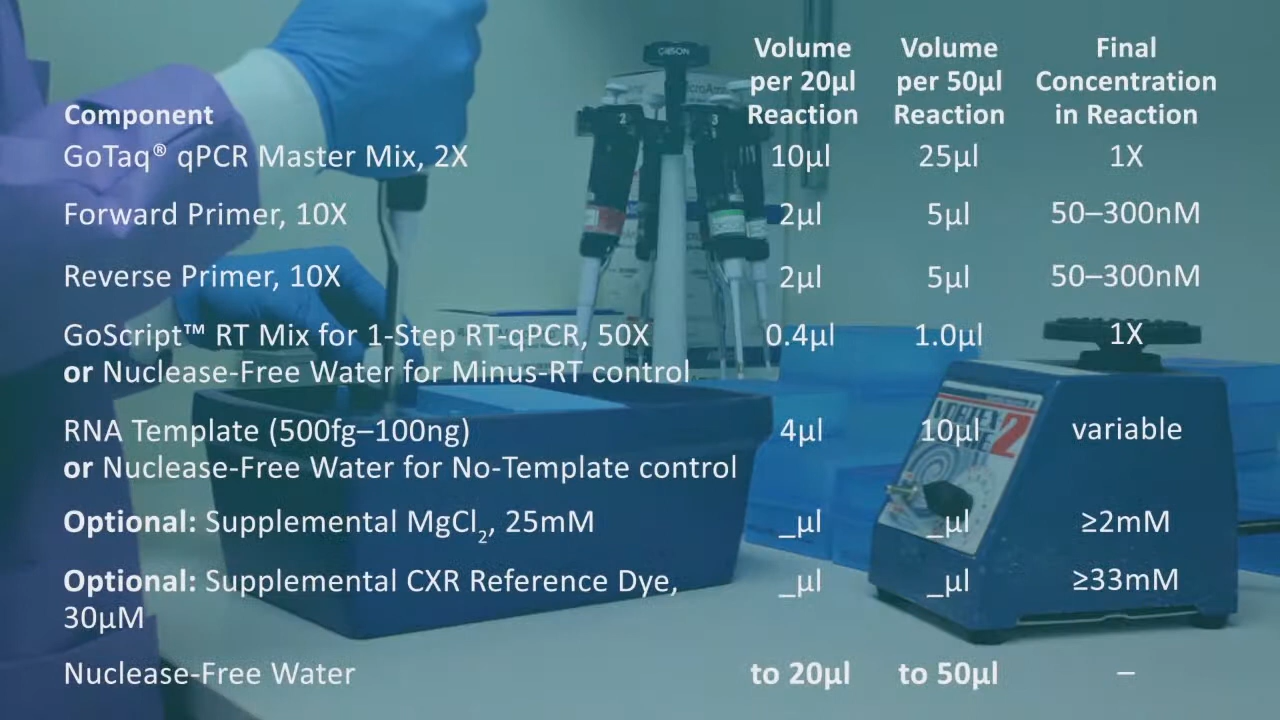 Component Volume per 20µl Reaction Volume per 50µl Reaction Final Concentration in Reaction
GoTaq® qPCR Master Mix, 2X 10µl 25µl 1X
Forward Primer, 10X 2µl 5µl 50–300nM
Reverse Primer, 10X 2µl 5µl 50–300nM
GoScript™ RT Mix for 1-Step RT-qPCR, 50X 0.4µl 1.0µl 1X
or Nuclease-Free Water for Minus-RT control
RNA Template (500fg–100ng) 4µl 10µl variable
or Nuclease-Free Water for No-Template control
Optional: Supplemental MgCl₂, 25mM _µl _µl ≥2mM
Optional: Supplemental CXR Reference Dye, _µl _µl ≥33mM
30µM
Nuclease-Free Water to 20µl to 50µl –
GILSON
2
3
VORTEX
2